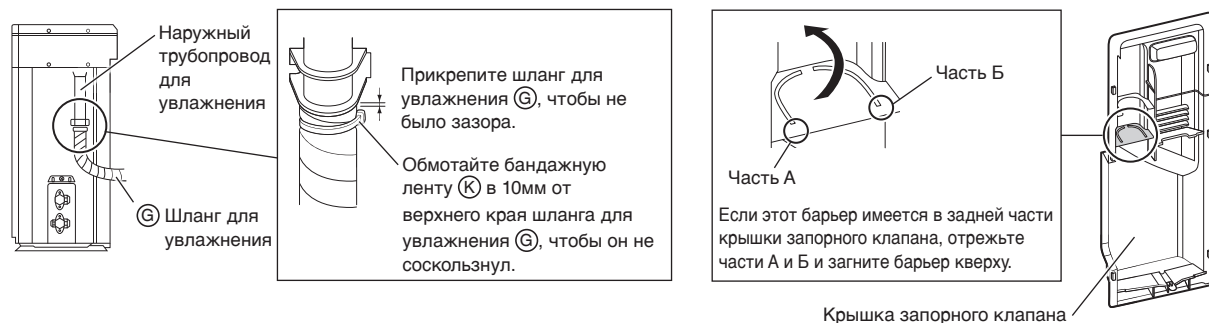 Наружный
трубопровод
для
увлажнения
Ⓖ Шланг для
увлажнения
Прикрепите шланг для
увлажнения Ⓖ, чтобы не
было зазора.
Обмотайте бандажную
ленту Ⓚ в 10мм от
верхнего края шланга для
увлажнения Ⓖ, чтобы он не
соскользнул.
Часть Б
Часть А
Если этот барьер имеется в задней части
крышки запорного клапана, отрежьте
части А и Б и загните барьер кверху.
Крышка запорного клапана